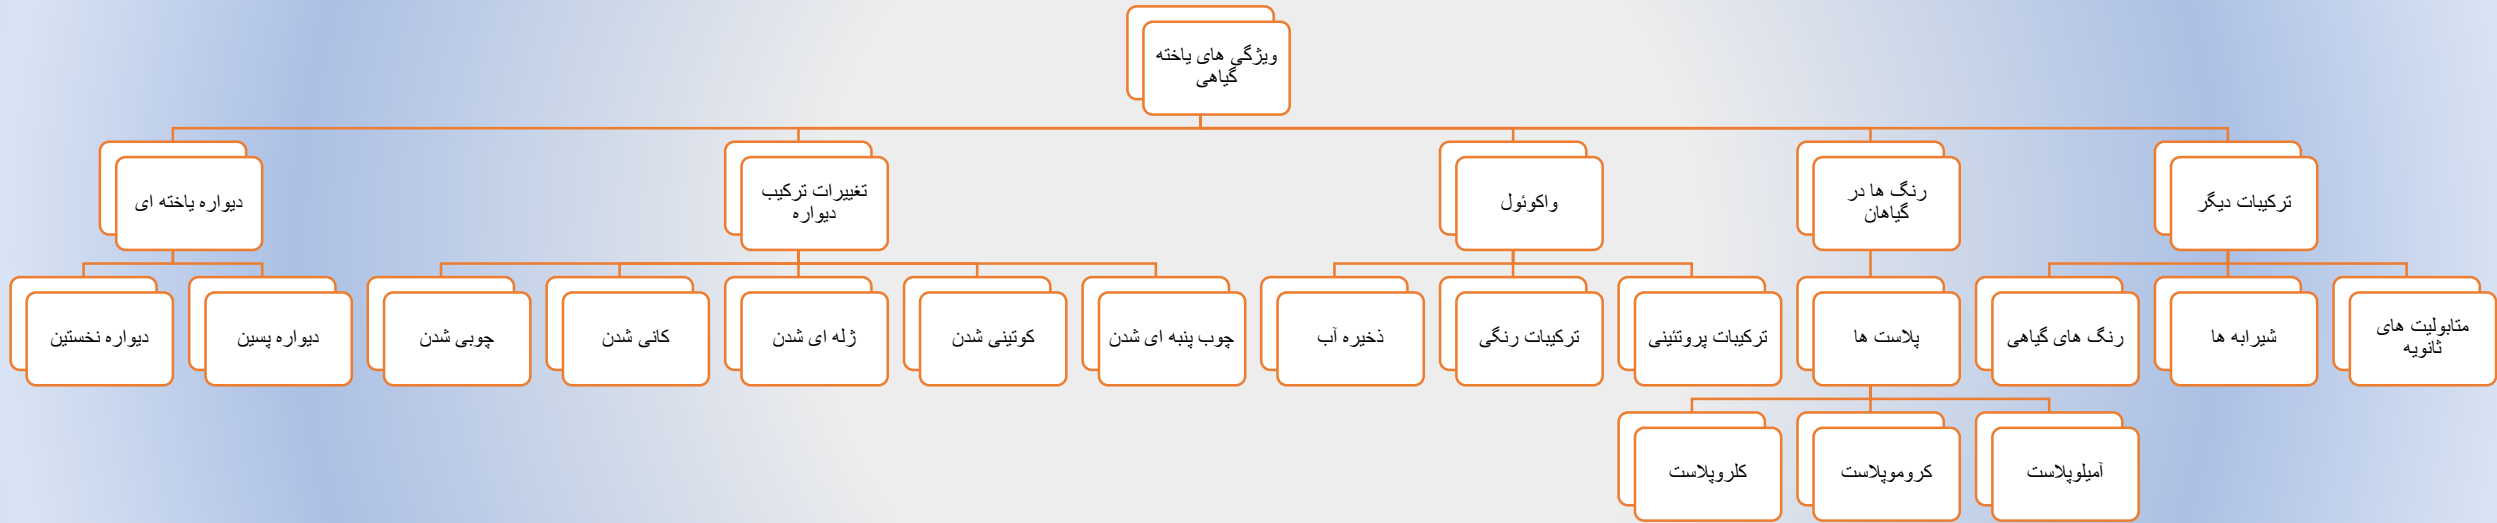 ویژگی های یاخته
گیاهی
دیواره یاخته ای
تغییرات ترکیب
دیواره
واکوئول
رنگ ها در
گیاهان
ترکیبات دیگر
دیواره نخستین
دیواره پسین
چوبی شدن
کانی شدن
ژله ای شدن
کوتینی شدن
چوب پنبه ای شدن
ذخیره آب
ترکیبات رنگی
ترکیبات پروتئینی
پلاست ها
رنگ های گیاهی
شیرابه ها
متابولیت های
ثانویه
کلروپلاست
کروموپلاست
آمیلوپلاست